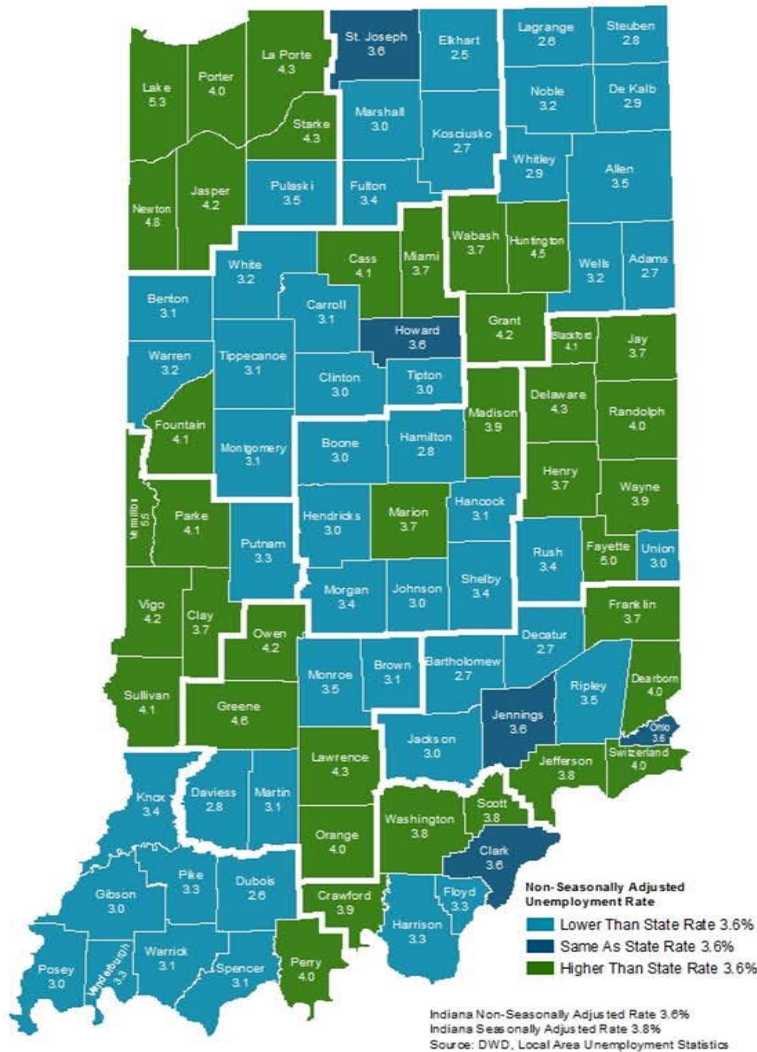 St. Joseph
3.6
Elkhart
2.5
Lagrange
2.6
Steuben
2.8
La Porte
4.3
Porter
4.0
Lake
5.3
Noble
3.2
De Kalb
2.9
Marshall
3.0
Starke
4.3
Kosciusko
2.7
Whitley
2.9
Allen
3.5
Newton
4.8
Jasper
4.2
Pulaski
3.5
Fulton
3.4
Wabash
3.7
Huntington
4.5
Wells
3.2
Adams
2.7
White
3.2
Cass
4.1
Miami
3.7
Benton
3.1
Carroll
3.1
Howard
3.6
Grant
4.2
Blackford
4.1
Jay
3.7
Warren
3.2
Tippecanoe
3.1
Clinton
3.0
Tipton
3.0
Madison
3.9
Delaware
4.3
Randolph
4.0
Fountain
4.1
Montgomery
3.1
Boone
3.0
Hamilton
2.8
Henry
3.7
Wayne
3.9
Vermillion
5.5
Parke
4.1
Putnam
3.3
Hendricks
3.0
Marion
3.7
Hancock
3.1
Rush
3.4
Fayette
5.0
Union
3.0
Vigo
4.2
Clay
3.7
Morgan
3.4
Johnson
3.0
Shelby
3.4
Franklin
3.7
Owen
4.2
Monroe
3.5
Brown
3.1
Bartholomew
2.7
Decatur
2.7
Ripley
3.5
Dearborn
4.0
Sullivan
4.1
Greene
4.6
Jackson
3.0
Jennings
3.6
Ohio
3.6
Switzerland
4.0
Jefferson
3.8
Lawrence
4.3
Knox
3.4
Daviess
2.8
Martin
3.1
Orange
4.0
Washington
3.8
Scott
3.8
Clark
3.6
Floyd
3.3
Harrison
3.3
Crawford
3.9
Pike
3.3
Dubois
2.6
Gibson
3.0
Perry
4.0
Posey
3.0
Vanderburgh
3.3
Warrick
3.1
Spencer
3.1
Non-Seasonally Adjusted
Unemployment Rate
Lower Than State Rate 3.6%
Same As State Rate 3.6%
Higher Than State Rate 3.6%
Indiana Non-Seasonally Adjusted Rate 3.6%
Indiana Seasonally Adjusted Rate 3.8%
Source: DWD, Local Area Unemployment Statistics